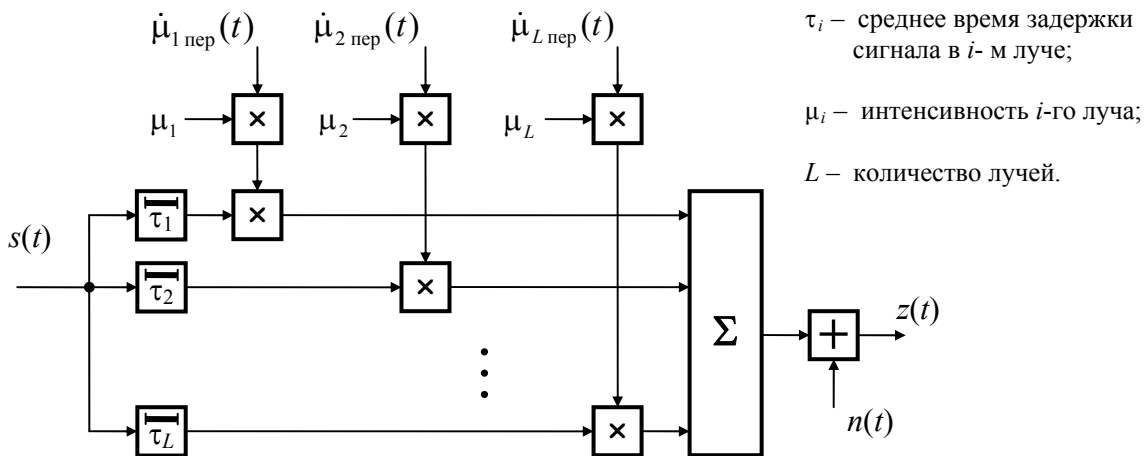 μ̇1 пер(t) μ̇2 пер(t) μ̇L пер(t)
τi – среднее время задержки
сигнала в i- м луче;
μ1 × μ2 × μL ×
μi – интенсивность i-го луча;
L – количество лучей.
τ1 ×
s(t)
τ2 ×
Σ + z(t)
τL ×
n(t)